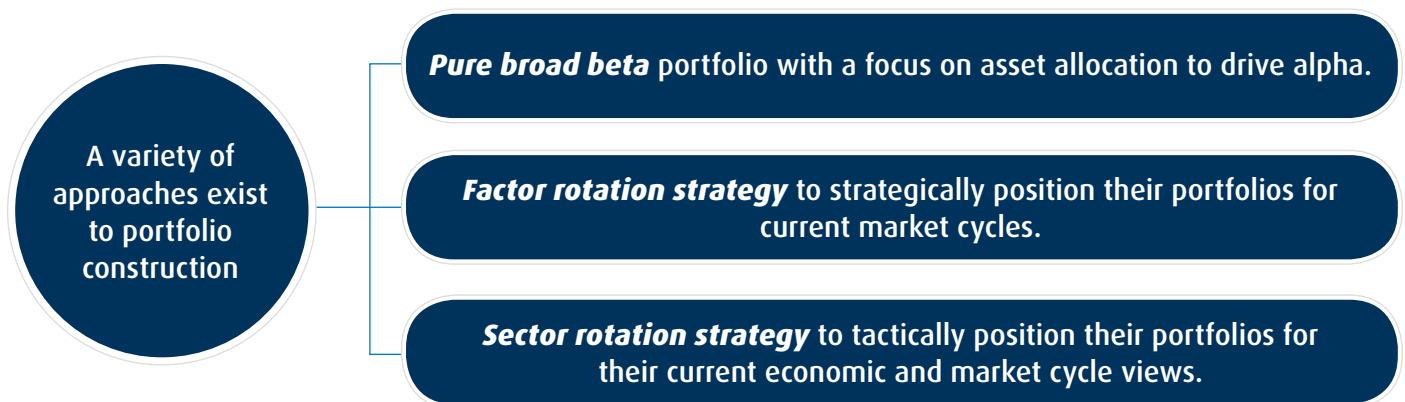 A variety of
approaches exist
to portfolio
construction
Pure broad beta portfolio with a focus on asset allocation to drive alpha.
Factor rotation strategy to strategically position their portfolios for
current market cycles.
Sector rotation strategy to tactically position their portfolios for
their current economic and market cycle views.